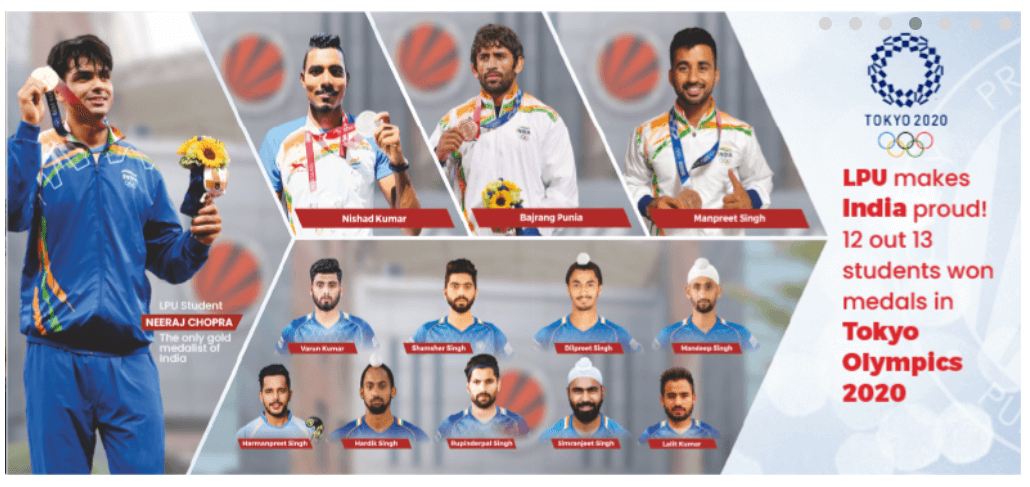 TOKYO 2020
LPU makes
India proud!
12 out 13
students won
medals in
Tokyo
Olympics
2020
Nishad Kumar
Bajrang Punia
Manpreet Singh
LPU Student
NEERAJ CHOPRA
The only gold
medalist of
India
Varun Kumar
Shamsher Singh
Dilpreet Singh
Mandeep Singh
Harmanpreet Singh
Hardik Singh
Rupinderpal Singh
Simranjeet Singh
Lalit Kumar